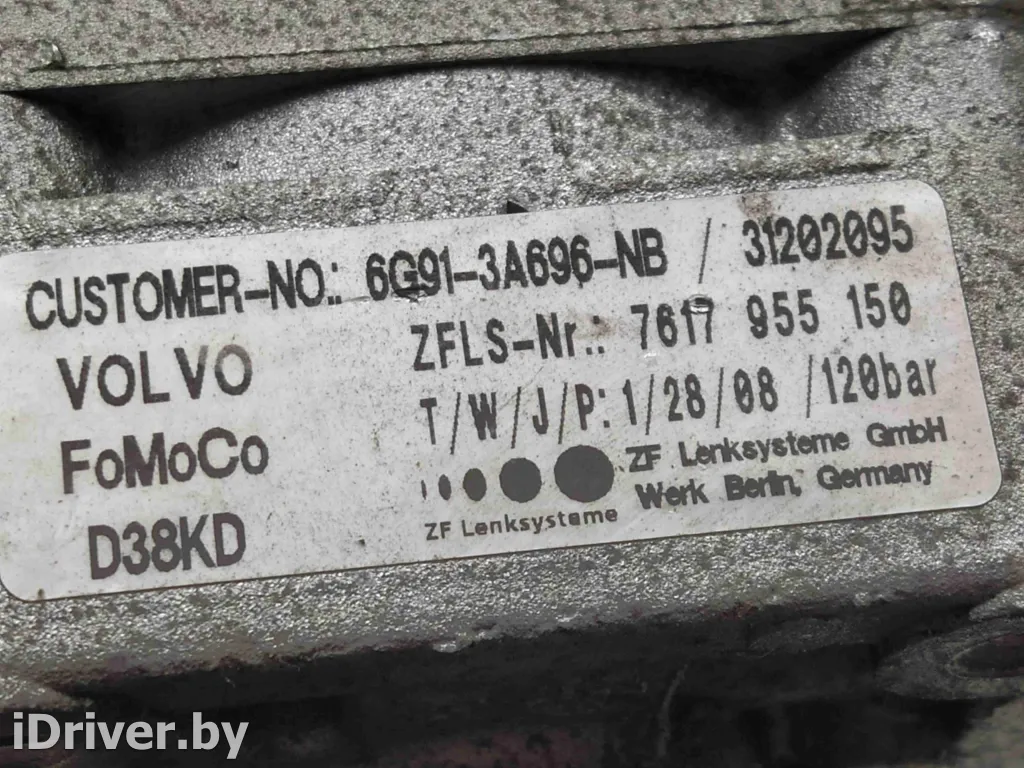 CUSTOMER-NO.: 6G91-3A696-NB / 31202095
VOLVO ZFLS-Nr.: 7617 955 150
FoMoCo T/W/J/P: 1/28/08 /120bar
D38KD ZF Lenksysteme ZF Lenksysteme GmbH
Werk Berlin, Germany
iDriver.by